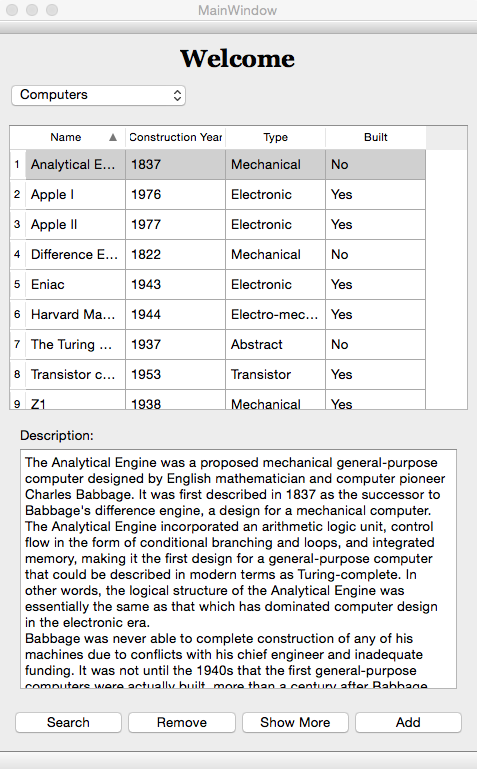 MainWindow
Welcome
Computers
Name Construction Year Type Built
1 Analytical E... 1837 Mechanical No
2 Apple I 1976 Electronic Yes
3 Apple II 1977 Electronic Yes
4 Difference E... 1822 Mechanical No
5 Eniac 1943 Electronic Yes
6 Harvard Ma... 1944 Electro-mec... Yes
7 The Turing ... 1937 Abstract No
8 Transistor c... 1953 Transistor Yes
9 Z1 1938 Mechanical Yes
Description:
The Analytical Engine was a proposed mechanical general-purpose
computer designed by English mathematician and computer pioneer
Charles Babbage. It was first described in 1837 as the successor to
Babbage's difference engine, a design for a mechanical computer.
The Analytical Engine incorporated an arithmetic logic unit, control
flow in the form of conditional branching and loops, and integrated
memory, making it the first design for a general-purpose computer
that could be described in modern terms as Turing-complete. In
other words, the logical structure of the Analytical Engine was
essentially the same as that which has dominated computer design
in the electronic era.
Babbage was never able to complete construction of any of his
machines due to conflicts with his chief engineer and inadequate
funding. It was not until the 1940s that the first general-purpose
computers were actually built, more than a century after Babbage
Search Remove Show More Add